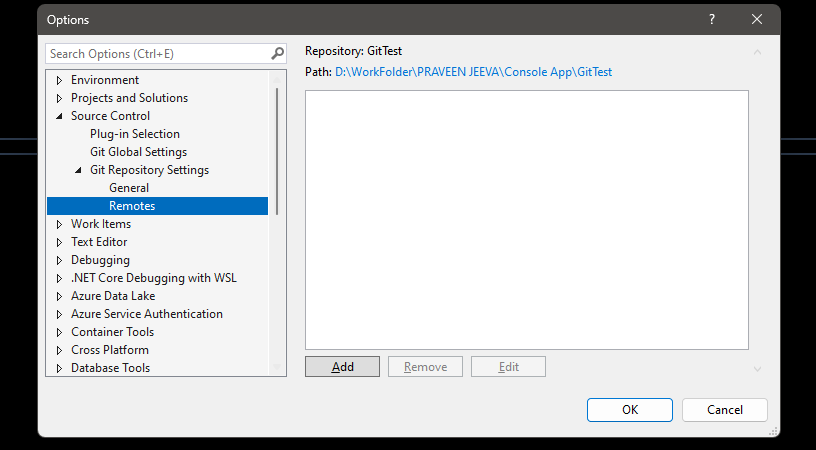 Options
?
Search Options (Ctrl+E)
Environment
Projects and Solutions
Source Control
Plug-in Selection
Git Global Settings
Git Repository Settings
General
Remotes
Work Items
Text Editor
Debugging
.NET Core Debugging with WSL
Azure Data Lake
Azure Service Authentication
Container Tools
Cross Platform
Database Tools
Repository: GitTest
Path: D:\WorkFolder\PRAVEEN JEEVA\Console App\GitTest
Add Remove Edit
OK Cancel